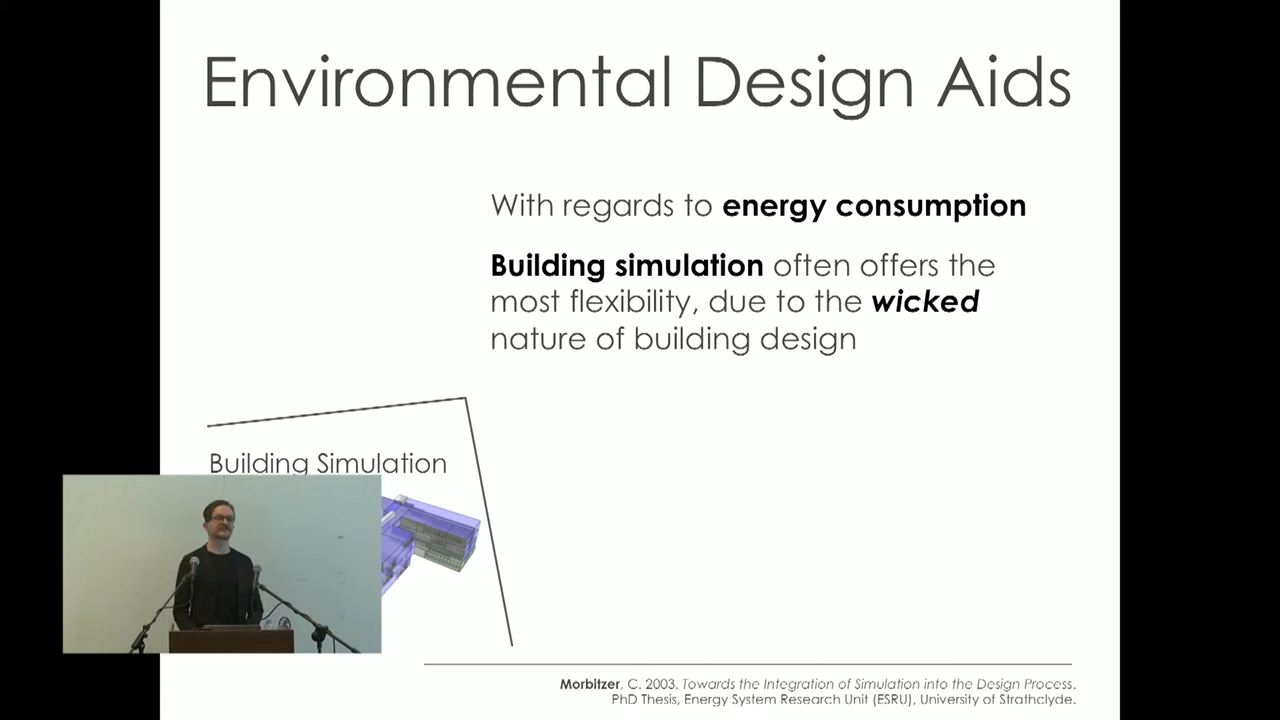 Environmental Design Aids
With regards to energy consumption
Building simulation often offers the
most flexibility, due to the wicked
nature of building design
Building Simulation
Morbitzer, C. 2003. Towards the Integration of Simulation into the Design Process.
PhD Thesis, Energy System Research Unit (ESRU), University of Strathclyde.